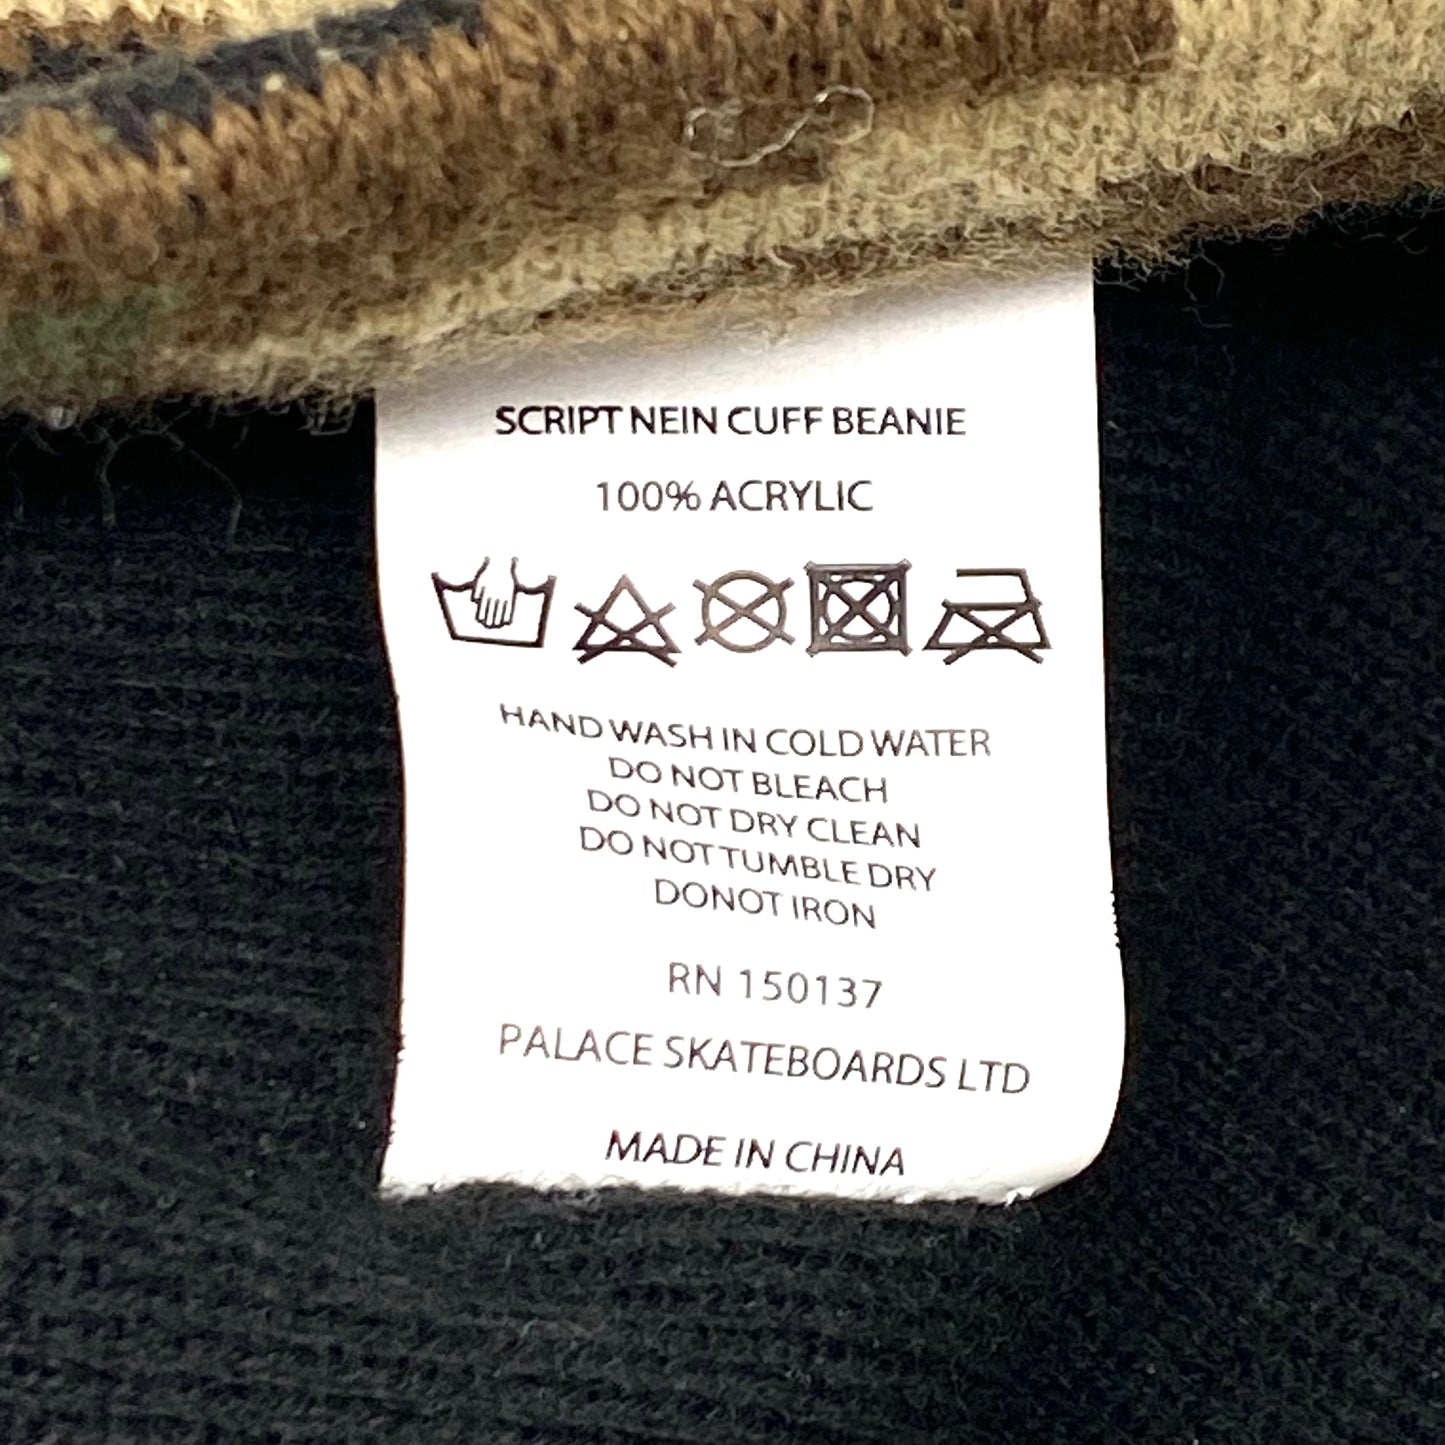 SCRIPT NEIN CUFF BEANIE
100% ACRYLIC
HAND WASH IN COLD WATER
DO NOT BLEACH
DO NOT DRY CLEAN
DO NOT TUMBLE DRY
DONOT IRON
RN 150137
PALACE SKATEBOARDS LTD
MADE IN CHINA